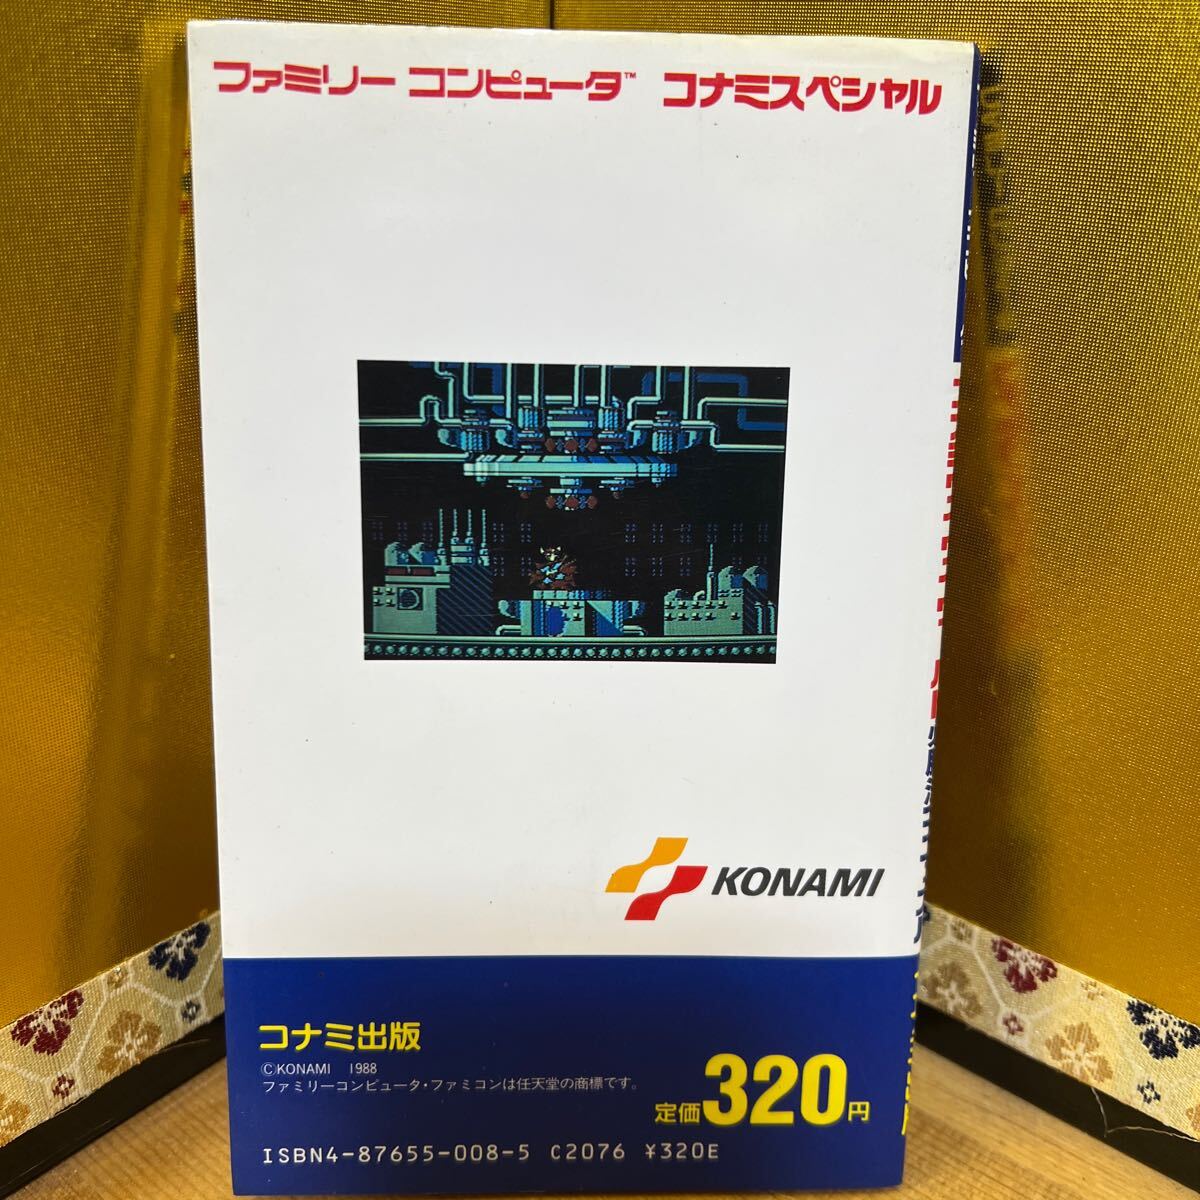 ファミリー コンピュータ™ コナミスペシャル
KONAMI
コナミ出版
©KONAMI 1988
ファミリーコンピュータ・ファミコンは任天堂の商標です。
定価320円
ISBN4-87655-008-5 C2076 ¥320E